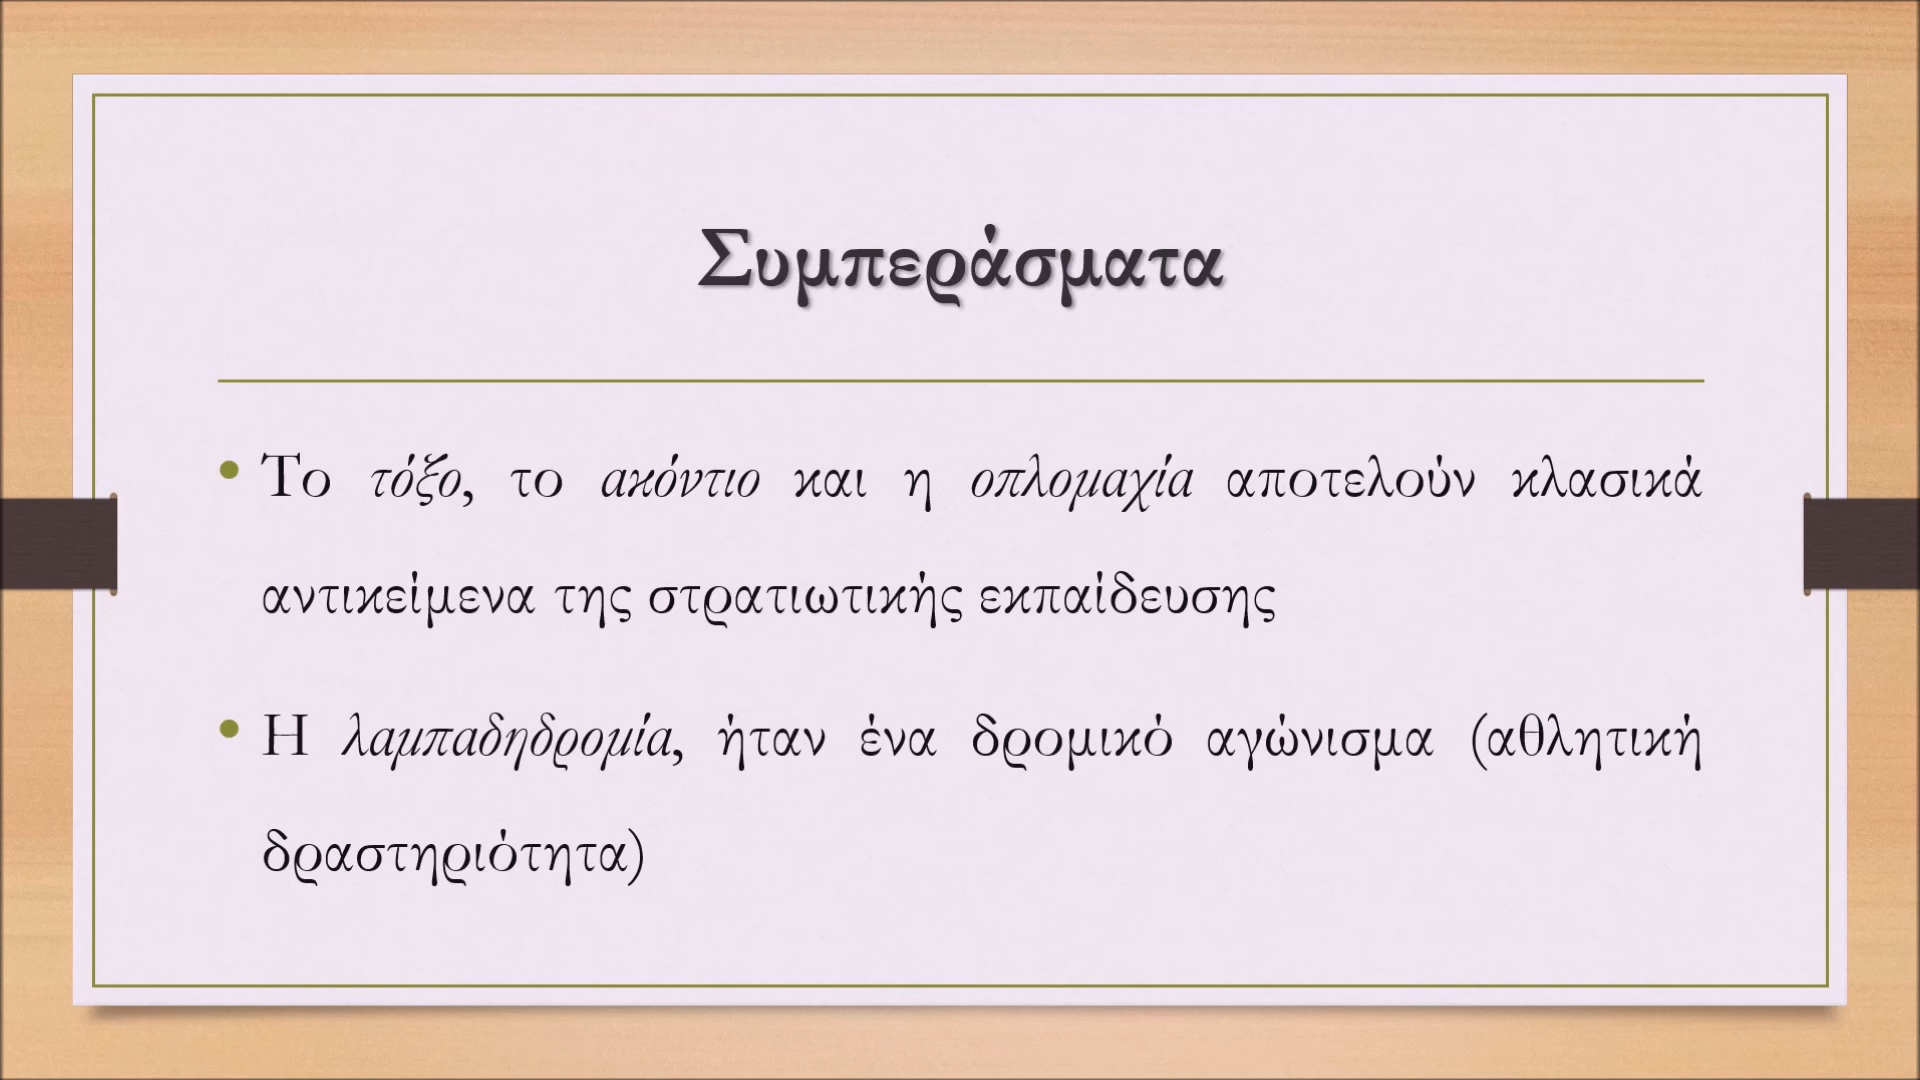 Συμπεράσματα
• Το τόξο, το ακόντιο και η οπλομαχία αποτελούν κλασικά
αντικείμενα της στρατιωτικής εκπαίδευσης
• Η λαμπαδηδρομία, ήταν ένα δρομικό αγώνισμα (αθλητική
δραστηριότητα)